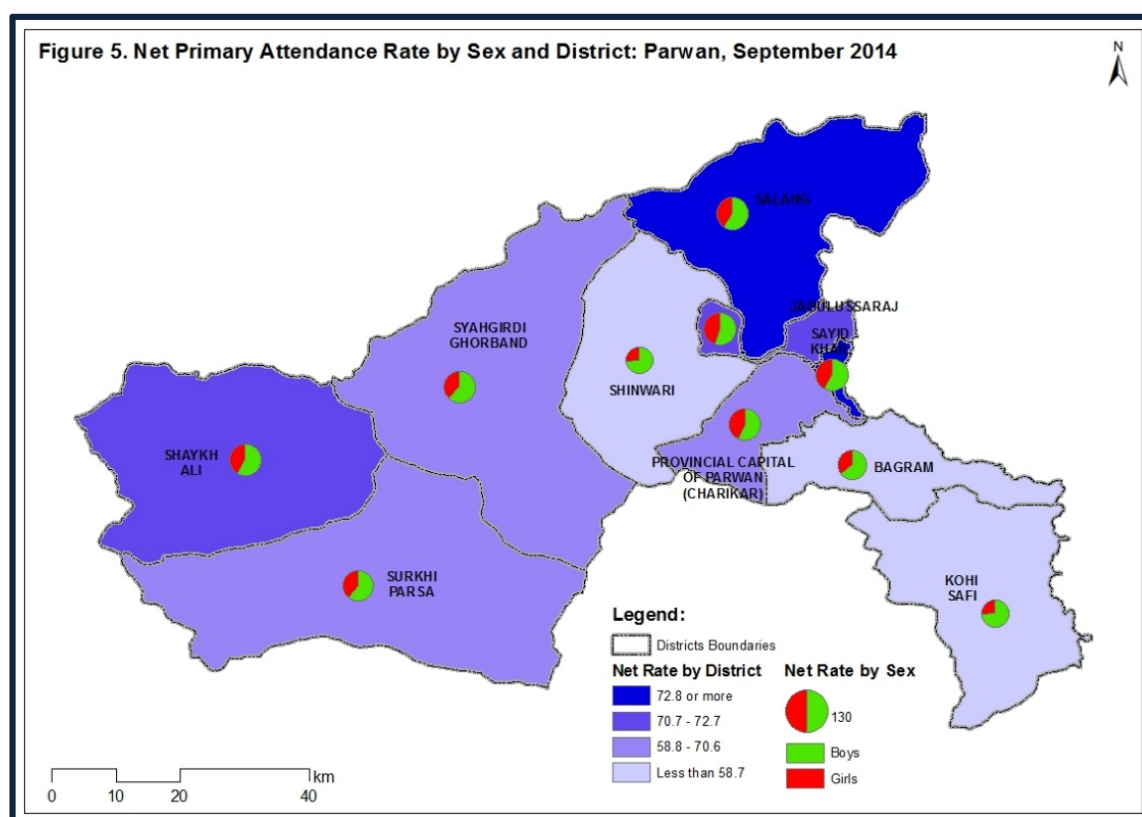 Figure 5. Net Primary Attendance Rate by Sex and District: Parwan, September 2014
N
SALANG
JABULUSSARAJ
SYAHGIRDI
GHORBAND
SAYID
SHINWARI
SHAYKH
ALI
PROVINCIAL CAPITAL
OF PARWAN
(CHARIKAR)
BAGRAM
SURKHI
PARSA
KOHI
SAFI
Legend:
Districts Boundaries
Net Rate by District
72.8 or more
70.7 - 72.7
58.8 - 70.6
Less than 58.7
Net Rate by Sex
130
Boys
Girls
km
0 10 20 40